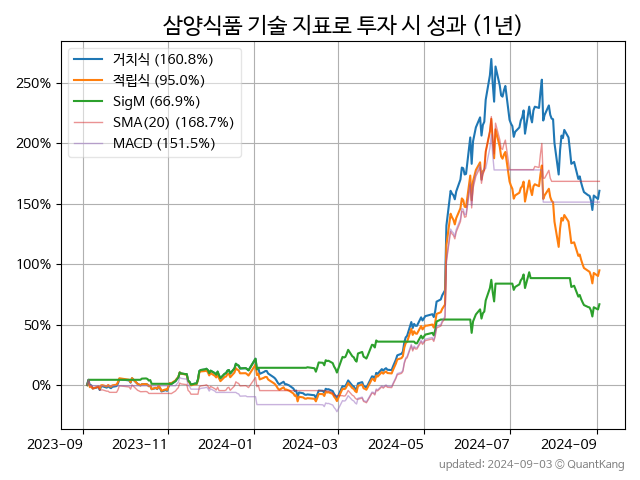 삼양식품 기술 지표로 투자 시 성과 (1년)
거치식 (160.8%)
적립식 (95.0%)
SigM (66.9%)
SMA(20) (168.7%)
MACD (151.5%)
250%
200%
150%
100%
50%
0%
2023-09 2023-11 2024-01 2024-03 2024-05 2024-07 2024-09
updated: 2024-09-03 © QuantKang